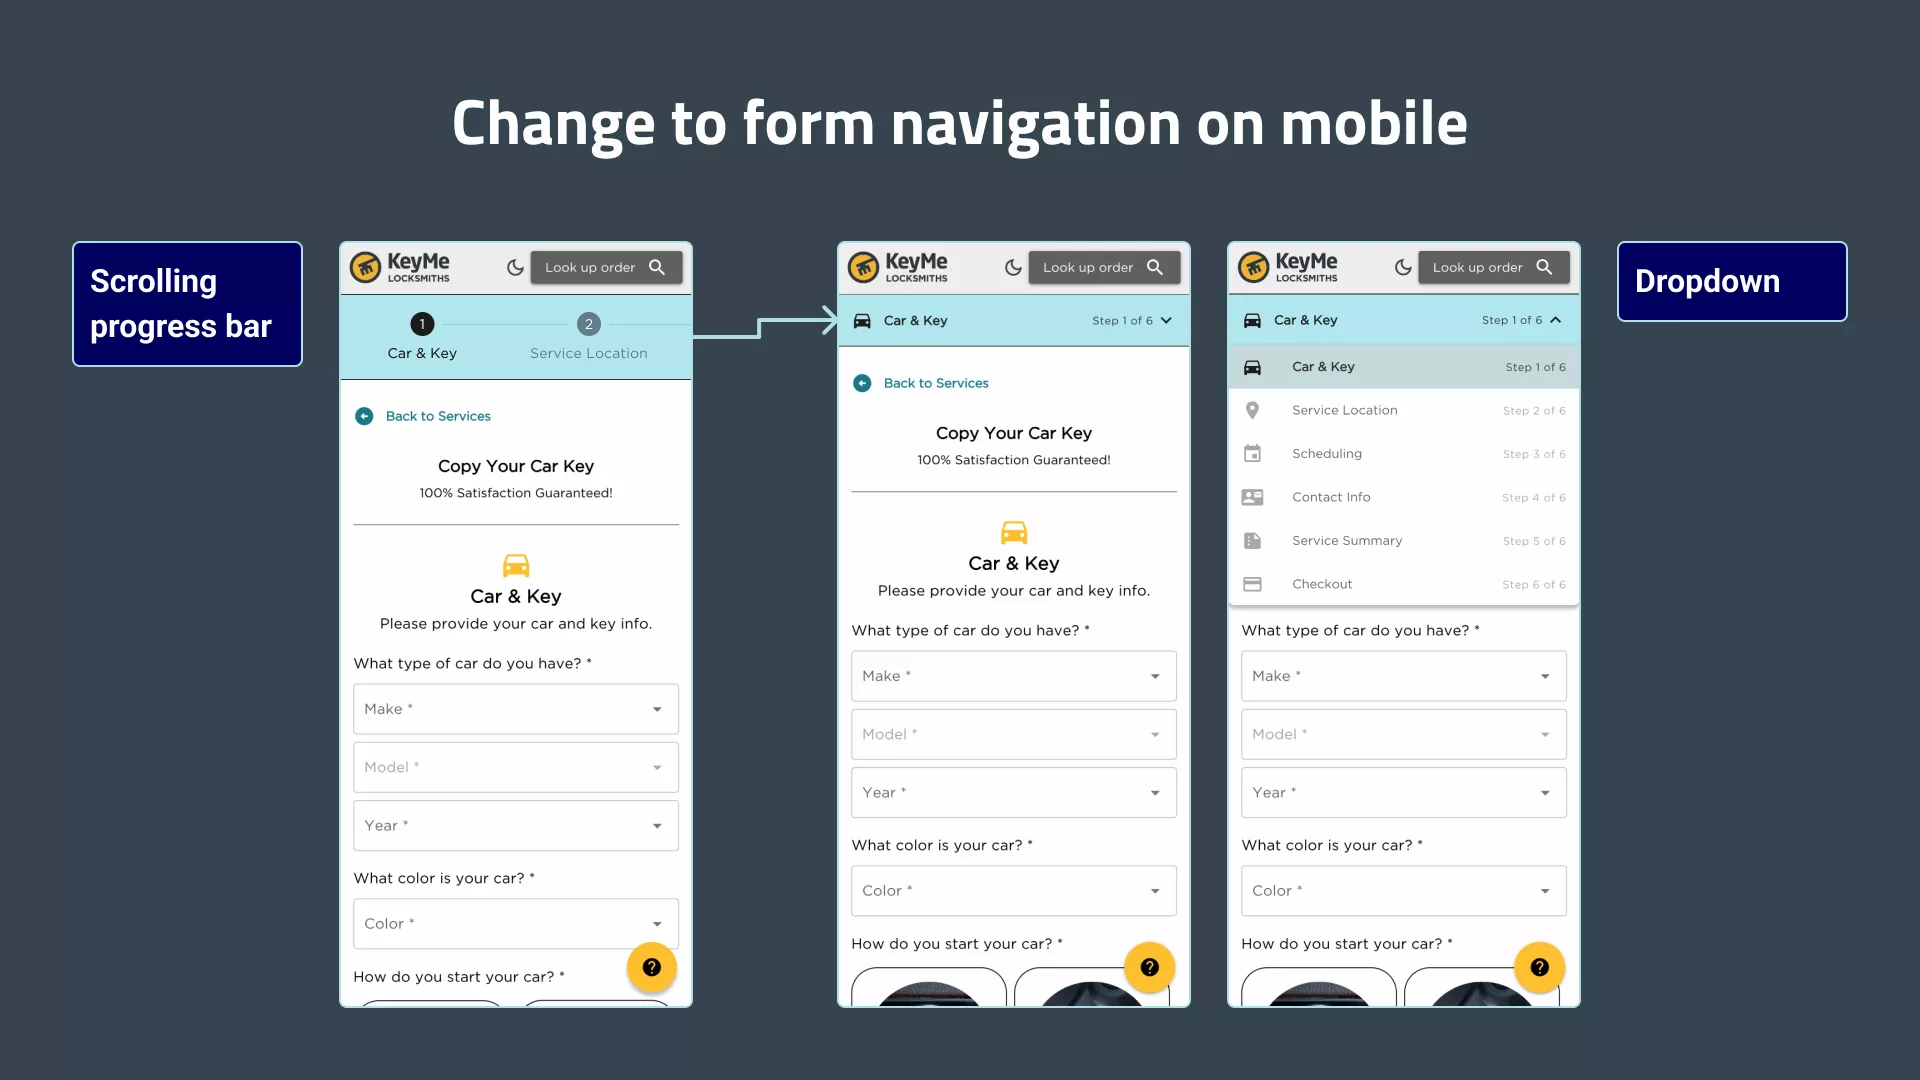 Change to form navigation on mobile
Scrolling
progress bar
KeyMe
LOCKSMITHS
Look up order
1
2
Car & Key
Service Location
Back to Services
Copy Your Car Key
100% Satisfaction Guaranteed!
Car & Key
Please provide your car and key info.
What type of car do you have? *
Make *
Model *
Year *
What color is your car? *
Color *
How do you start your car? *
?
KeyMe
LOCKSMITHS
Look up order
Car & Key
Step 1 of 6
Back to Services
Copy Your Car Key
100% Satisfaction Guaranteed!
Car & Key
Please provide your car and key info.
What type of car do you have? *
Make *
Model *
Year *
What color is your car? *
Color *
How do you start your car? *
?
KeyMe
LOCKSMITHS
Look up order
Car & Key
Step 1 of 6
Car & Key
Step 1 of 6
Service Location
Step 2 of 6
Scheduling
Step 3 of 6
Contact Info
Step 4 of 6
Service Summary
Step 5 of 6
Checkout
Step 6 of 6
What type of car do you have? *
Make *
Model *
Year *
What color is your car? *
Color *
How do you start your car? *
?
Dropdown